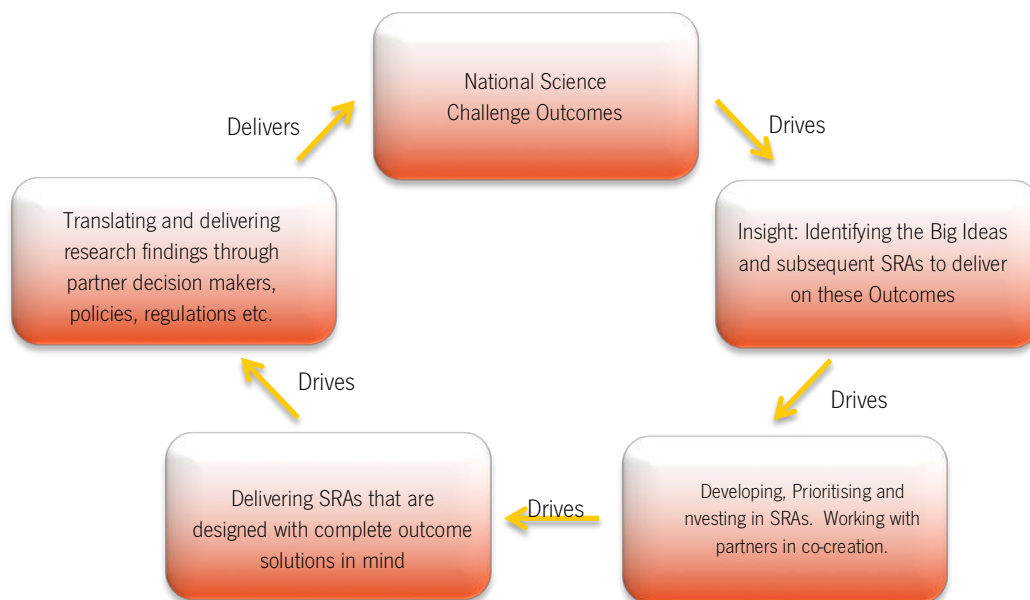 National Science
Challenge Outcomes
Drives
Insight: Identifying the Big Ideas
and subsequent SRAs to deliver
on these Outcomes
Drives
Developing, Prioritising and
nvesting in SRAs.  Working with
partners in co-creation.
Drives
Delivering SRAs that are
designed with complete outcome
solutions in mind
Drives
Translating and delivering
research findings through
partner decision makers,
policies, regulations etc.
Delivers